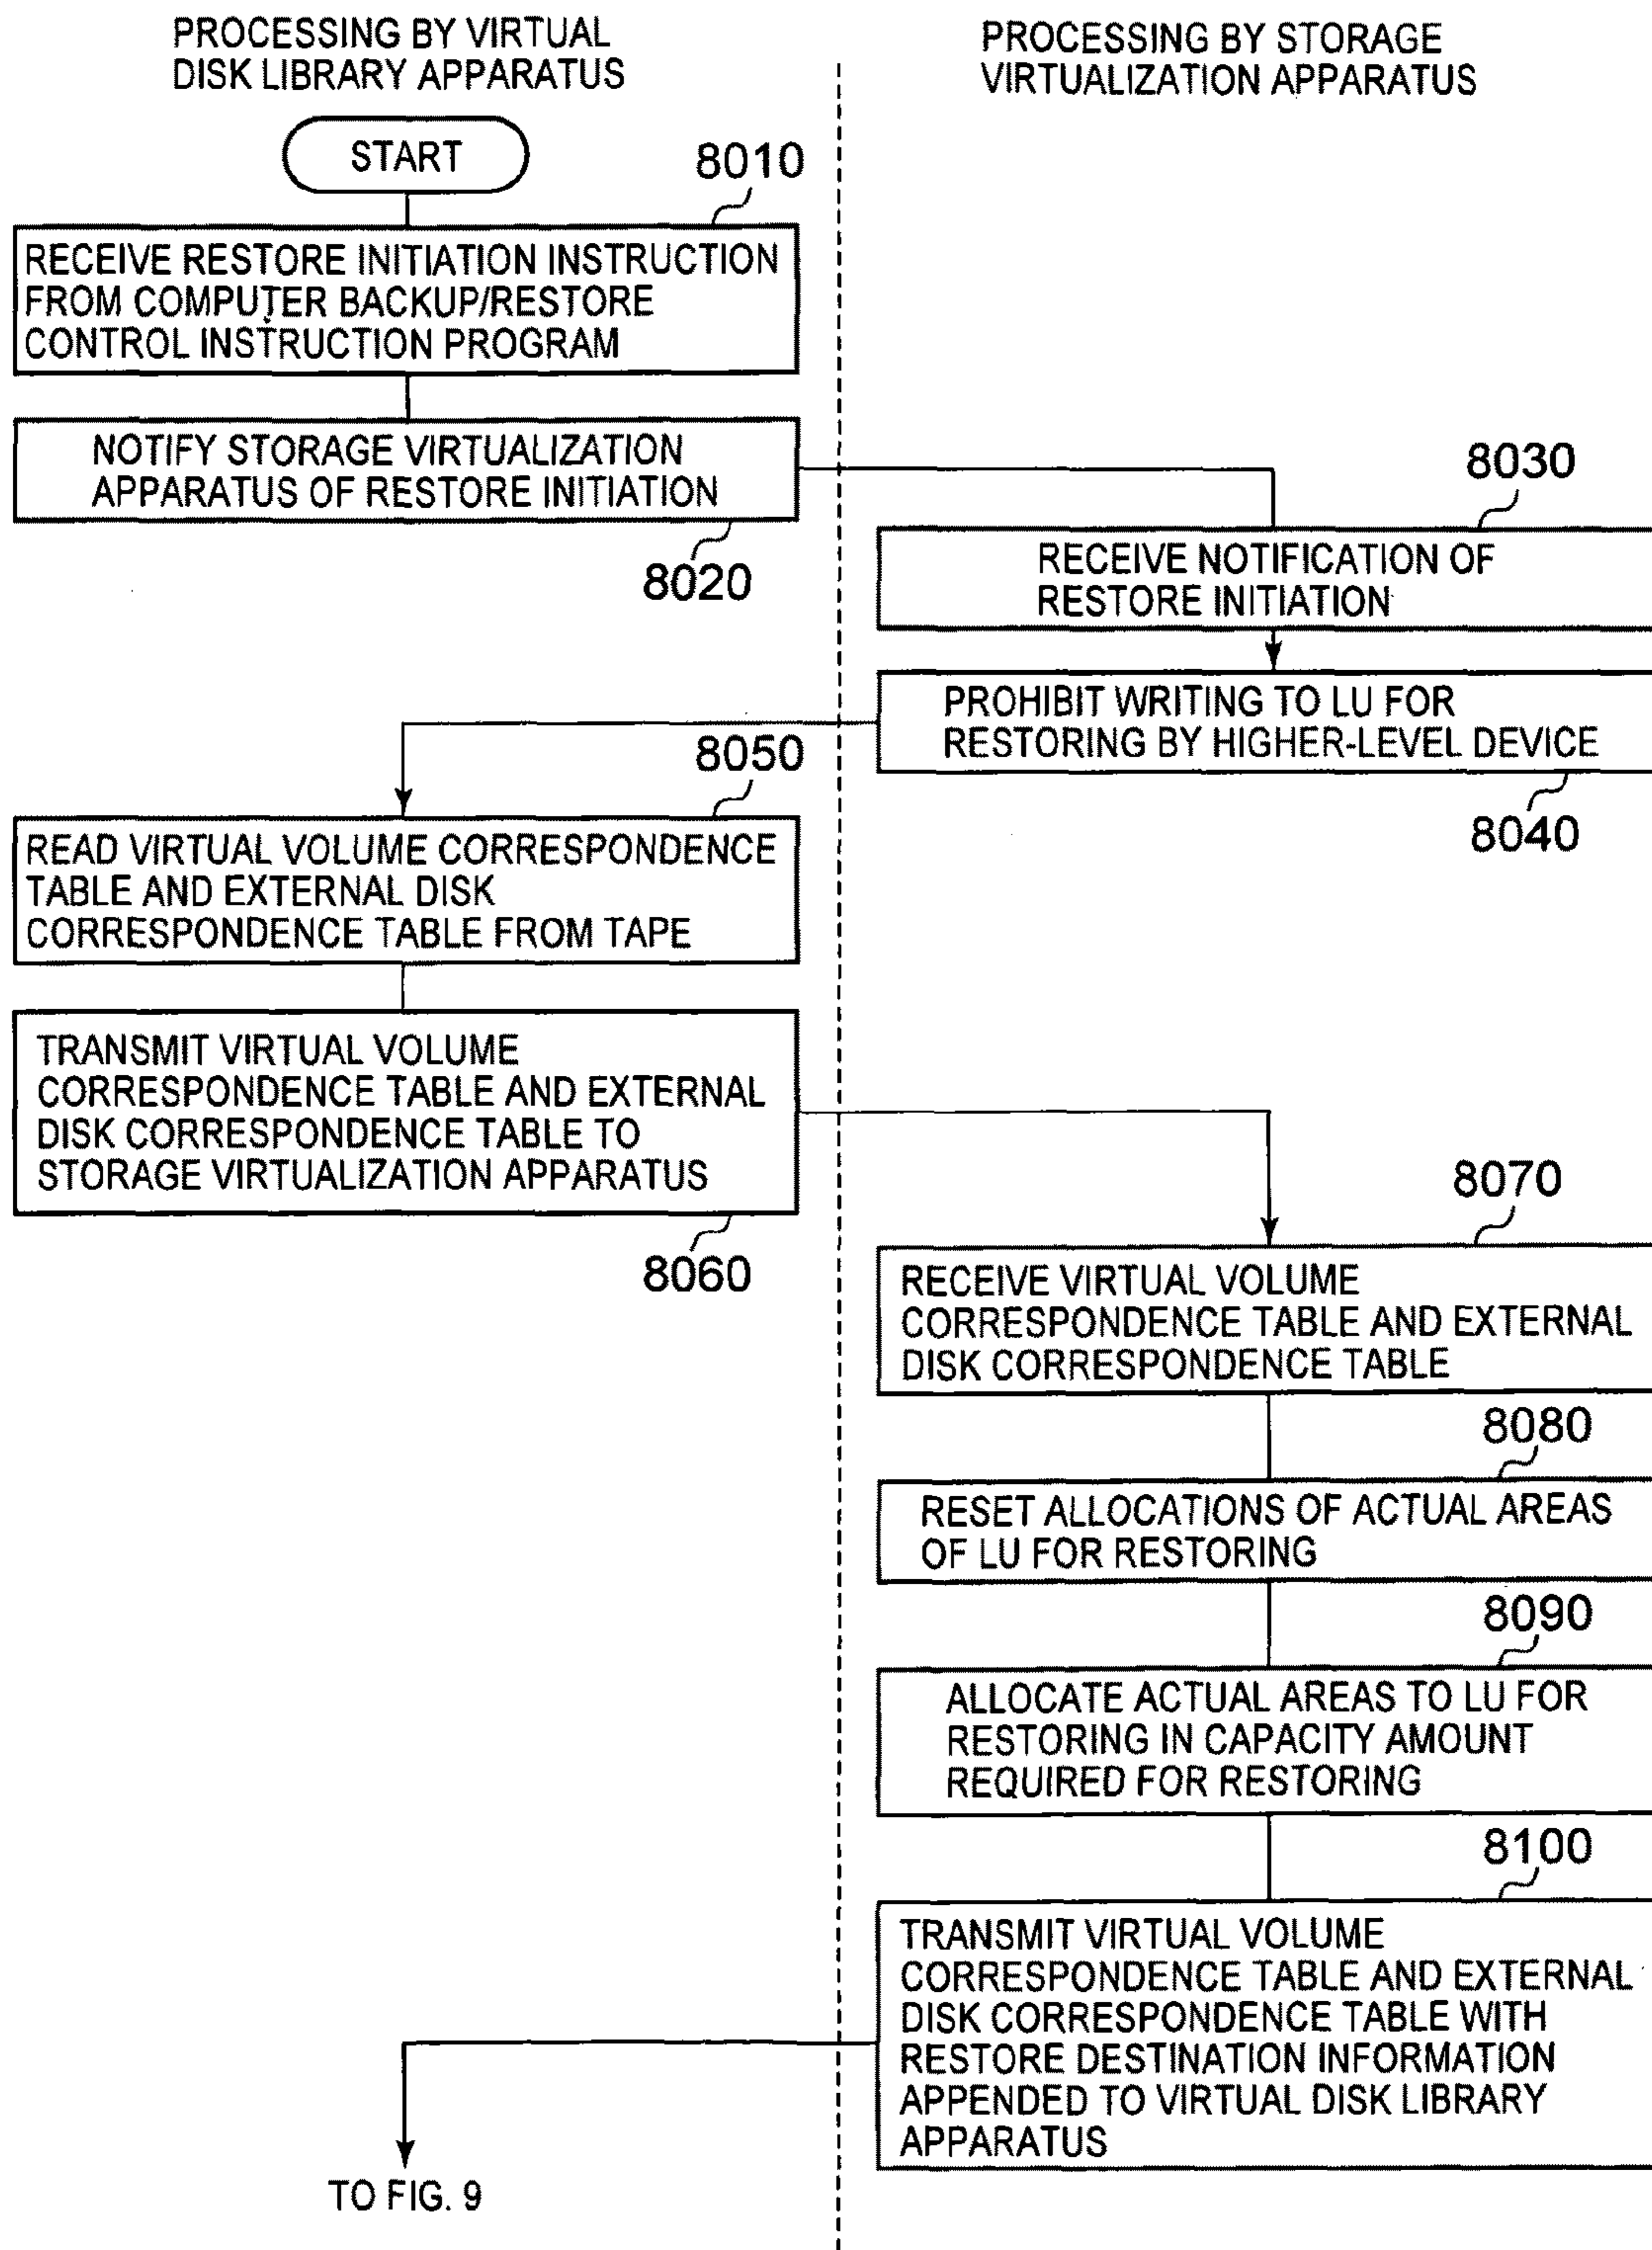 PROCESSING BY VIRTUAL
DISK LIBRARY APPARATUS
PROCESSING BY STORAGE
VIRTUALIZATION APPARATUS
START
8010
RECEIVE RESTORE INITIATION INSTRUCTION
FROM COMPUTER BACKUP/RESTORE
CONTROL INSTRUCTION PROGRAM
NOTIFY STORAGE VIRTUALIZATION
APPARATUS OF RESTORE INITIATION
8020
8030
RECEIVE NOTIFICATION OF
RESTORE INITIATION
PROHIBIT WRITING TO LU FOR
RESTORING BY HIGHER-LEVEL DEVICE
8040
8050
READ VIRTUAL VOLUME CORRESPONDENCE
TABLE AND EXTERNAL DISK
CORRESPONDENCE TABLE FROM TAPE
TRANSMIT VIRTUAL VOLUME
CORRESPONDENCE TABLE AND EXTERNAL
DISK CORRESPONDENCE TABLE TO
STORAGE VIRTUALIZATION APPARATUS
8060
8070
RECEIVE VIRTUAL VOLUME
CORRESPONDENCE TABLE AND EXTERNAL
DISK CORRESPONDENCE TABLE
8080
RESET ALLOCATIONS OF ACTUAL AREAS
OF LU FOR RESTORING
8090
ALLOCATE ACTUAL AREAS TO LU FOR
RESTORING IN CAPACITY AMOUNT
REQUIRED FOR RESTORING
8100
TRANSMIT VIRTUAL VOLUME
CORRESPONDENCE TABLE AND EXTERNAL
DISK CORRESPONDENCE TABLE WITH
RESTORE DESTINATION INFORMATION
APPENDED TO VIRTUAL DISK LIBRARY
APPARATUS
TO FIG. 9